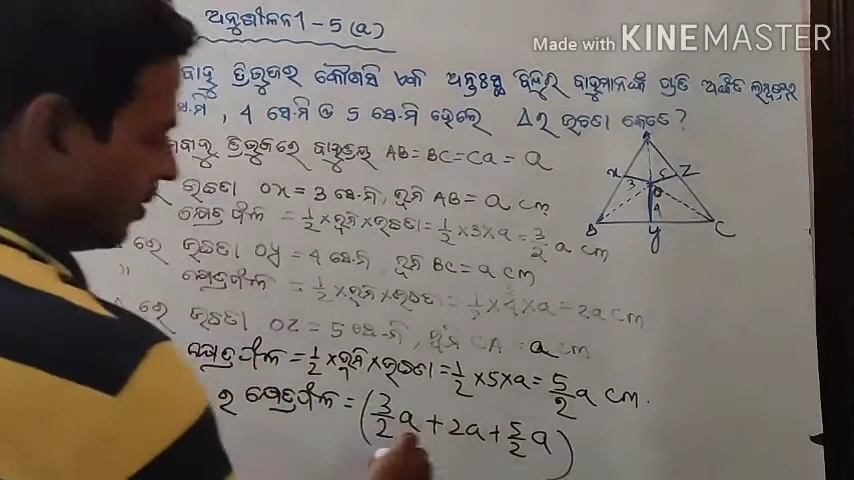 ଅନୁଶୀଳନୀ - 5(a)
Made with KINEMASTER
ବାହୁ ତ୍ରିଭୁଜର କୌଣସି ଏକ ଅନ୍ତଃସ୍ଥ ବିନ୍ଦୁରୁ ବାହୁମାନଙ୍କ ପ୍ରତି ଅଙ୍କିତ ଲମ୍ବତ୍ରୟର
ସେ.ମି, 4 ସେ.ମି ଓ 5 ସେ.ମି ହେଲେ Δର ଉଚ୍ଚତା କେତେ?
ବାହୁ ତ୍ରିଭୁଜରେ ବାହୁତ୍ରୟ AB=BC=CA=a
ଉଚ୍ଚତା OX = 3 ସେ.ମି, ଭୂମି AB = a cm
କ୍ଷେତ୍ରଫଳ = 1/2 × ଭୂମି × ଉଚ୍ଚତା = 1/2 × 3 × a = 3/2 a cm
ରେ ଉଚ୍ଚତା OY = 4 ସେ.ମି, ଭୂମି BC = a cm
" କ୍ଷେତ୍ରଫଳ = 1/2 × ଭୂମି × ଉଚ୍ଚତା = 1/2 × 4 × a = 2a cm
ରେ ଉଚ୍ଚତା OZ = 5 ସେ.ମି, ଭୂମି CA = a cm
କ୍ଷେତ୍ରଫଳ = 1/2 × ଭୂମି × ଉଚ୍ଚତା = 1/2 × 5 × a = 5/2 a cm.
ର କ୍ଷେତ୍ରଫଳ = (3/2 a + 2a + 5/2 a)
x Z
3
O
B y C